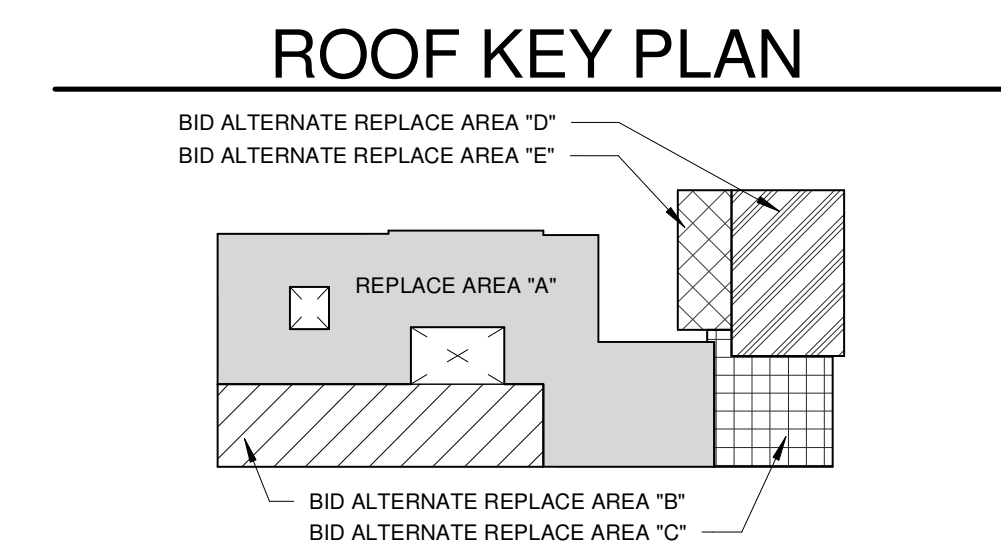 ROOF KEY PLAN
BID ALTERNATE REPLACE AREA "D"
BID ALTERNATE REPLACE AREA "E"
REPLACE AREA "A"
BID ALTERNATE REPLACE AREA "B"
BID ALTERNATE REPLACE AREA "C"